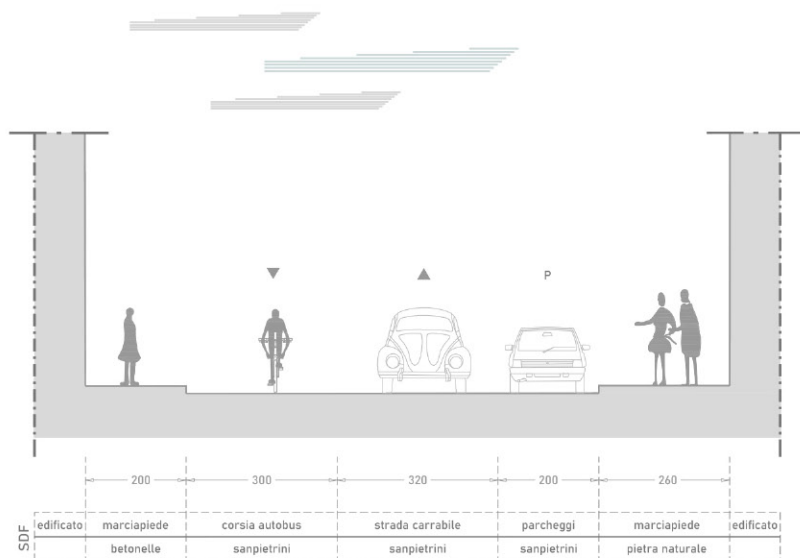 P
200 300 320 200 260
SDF
edificato marciapiede corsia autobus strada carrabile parcheggi marciapiede edificato
betonelle sanpietrini sanpietrini sanpietrini pietra naturale